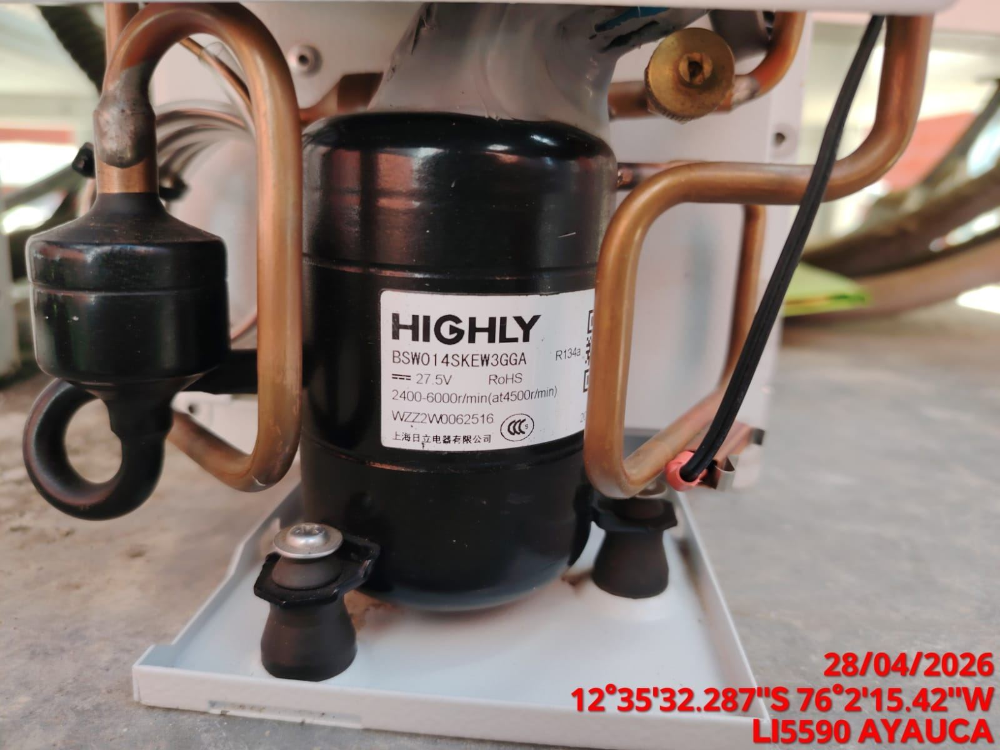 HIGHLY
BSW014SKEW3GGA R134a
⎓ 27.5V RoHS
2400-6000r/min(at4500r/min)
WZZ2W0062516 CCC S
上海日立电器有限公司
28/04/2026
12°35'32.287"S 76°2'15.42"W
LI5590 AYAUCA